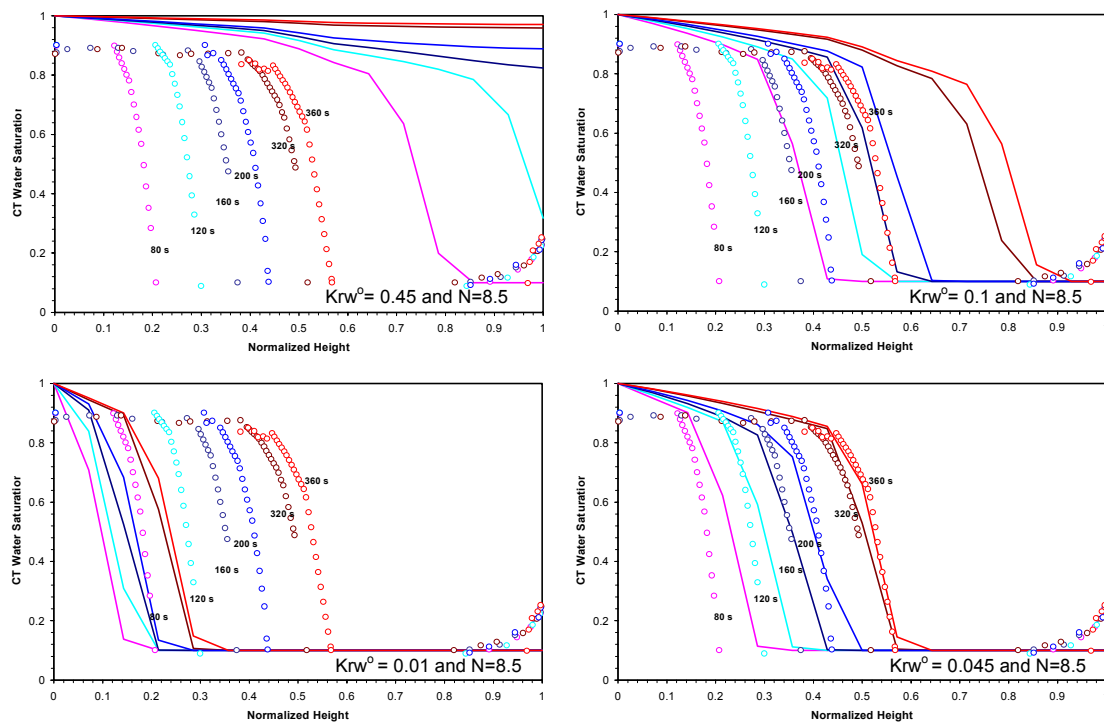 1
0.8
0.6
0.4
0.2
0
CT Water Saturation
360 s
320 s
200 s
160 s
120 s
80 s
Krwº= 0.45 and N=8.5
0 0.1 0.2 0.3 0.4 0.5 0.6 0.7 0.8 0.9 1
Normalized Height
1
0.8
0.6
0.4
0.2
0
CT Water Saturation
360 s
320 s
200 s
160 s
120 s
80 s
Krwº= 0.1 and N=8.5
0 0.1 0.2 0.3 0.4 0.5 0.6 0.7 0.8 0.9
Normalized Height
1
0.8
0.6
0.4
0.2
0
CT Water Saturation
360 s
320 s
200 s
160 s
120 s
80 s
Krwº = 0.01 and N=8.5
0 0.1 0.2 0.3 0.4 0.5 0.6 0.7 0.8 0.9 1
Normalized Height
1
0.8
0.6
0.4
0.2
0
CT Water Saturation
360 s
320 s
200 s
160 s
120 s
80 s
Krwº = 0.045 and N=8.5
0 0.1 0.2 0.3 0.4 0.5 0.6 0.7 0.8 0.9
Normalized Height